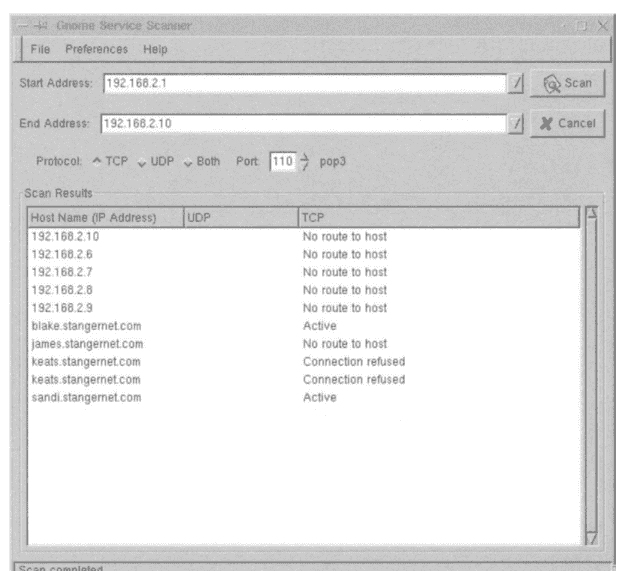 Gnome Service Scanner
File Preferences Help
Start Address: 192.168.2.1 Scan
End Address: 192.168.2.10 Cancel
Protocol: TCP UDP Both Port: 110 pop3
Scan Results
Host Name (IP Address) UDP TCP
192.168.2.10 No route to host
192.168.2.6 No route to host
192.168.2.7 No route to host
192.168.2.8 No route to host
192.168.2.9 No route to host
blake.stangernet.com Active
james.stangernet.com No route to host
keats.stangernet.com Connection refused
keats.stangernet.com Connection refused
sandi.stangernet.com Active
Scan completed